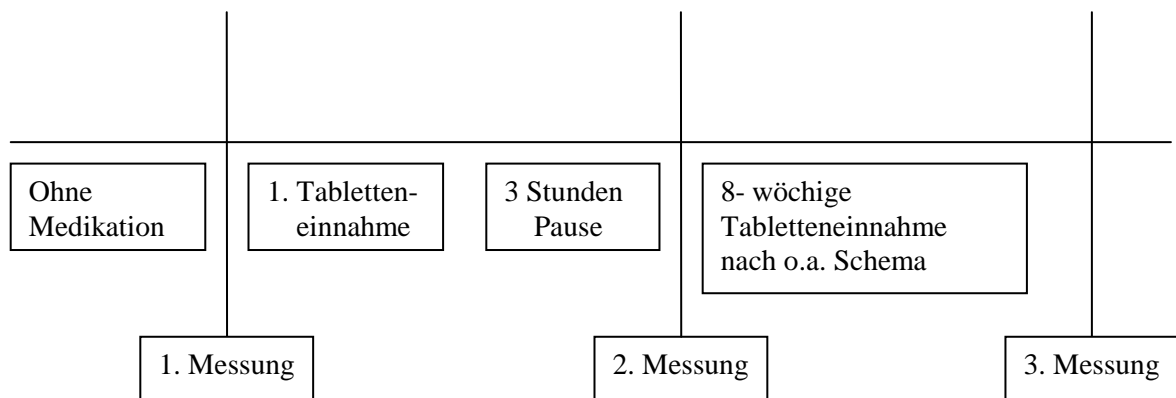 Ohne
Medikation
1. Tabletten-
einnahme
3 Stunden
Pause
8- wöchige
Tabletteneinnahme
nach o.a. Schema
1. Messung
2. Messung
3. Messung